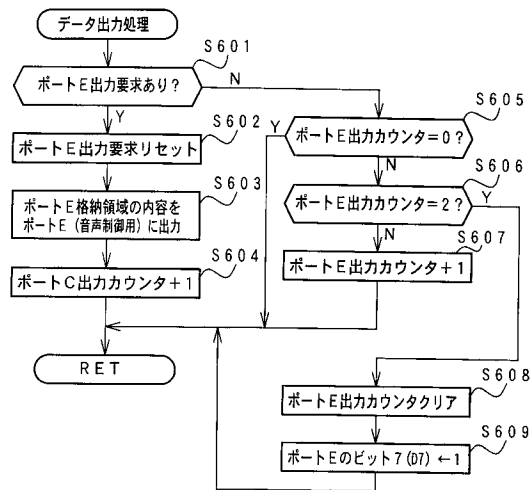 データ出力処理
S601
ポートE出力要求あり?
N
Y
S602
ポートE出力要求リセット
S603
ポートE格納領域の内容を
ポートE(音声制御用)に出力
S604
ポートC出力カウンタ+1
RET
S605
Y
ポートE出力カウンタ=0?
N
S606
ポートE出力カウンタ=2?
Y
N
S607
ポートE出力カウンタ+1
S608
ポートE出力カウンタクリア
S609
ポートEのビット7(D7)←1